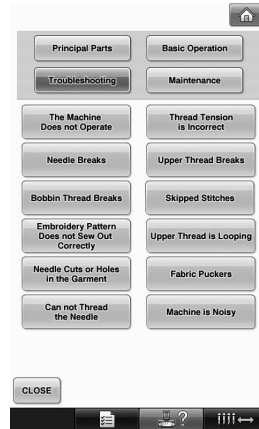 Principal Parts
Basic Operation
Troubleshooting
Maintenance
The Machine
Does not Operate
Thread Tension
is Incorrect
Needle Breaks
Upper Thread Breaks
Bobbin Thread Breaks
Skipped Stitches
Embroidery Pattern
Does not Sew Out
Correctly
Upper Thread is Looping
Needle Cuts or Holes
in the Garment
Fabric Puckers
Can not Thread
the Needle
Machine is Noisy
CLOSE
?